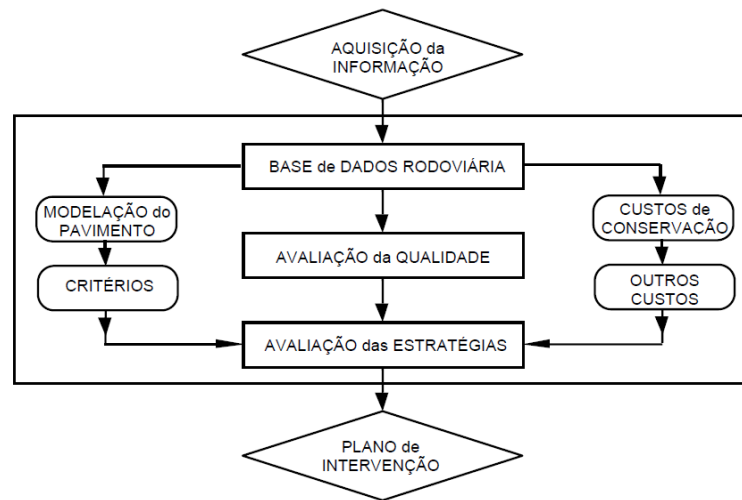 AQUISIÇÃO da
INFORMAÇÃO
BASE de DADOS RODOVIÁRIA
MODELAÇÃO do
PAVIMENTO
CUSTOS de
CONSERVACÃO
AVALIAÇÃO da QUALIDADE
CRITÉRIOS
OUTROS
CUSTOS
AVALIAÇÃO das ESTRATÉGIAS
PLANO de
INTERVENÇÃO